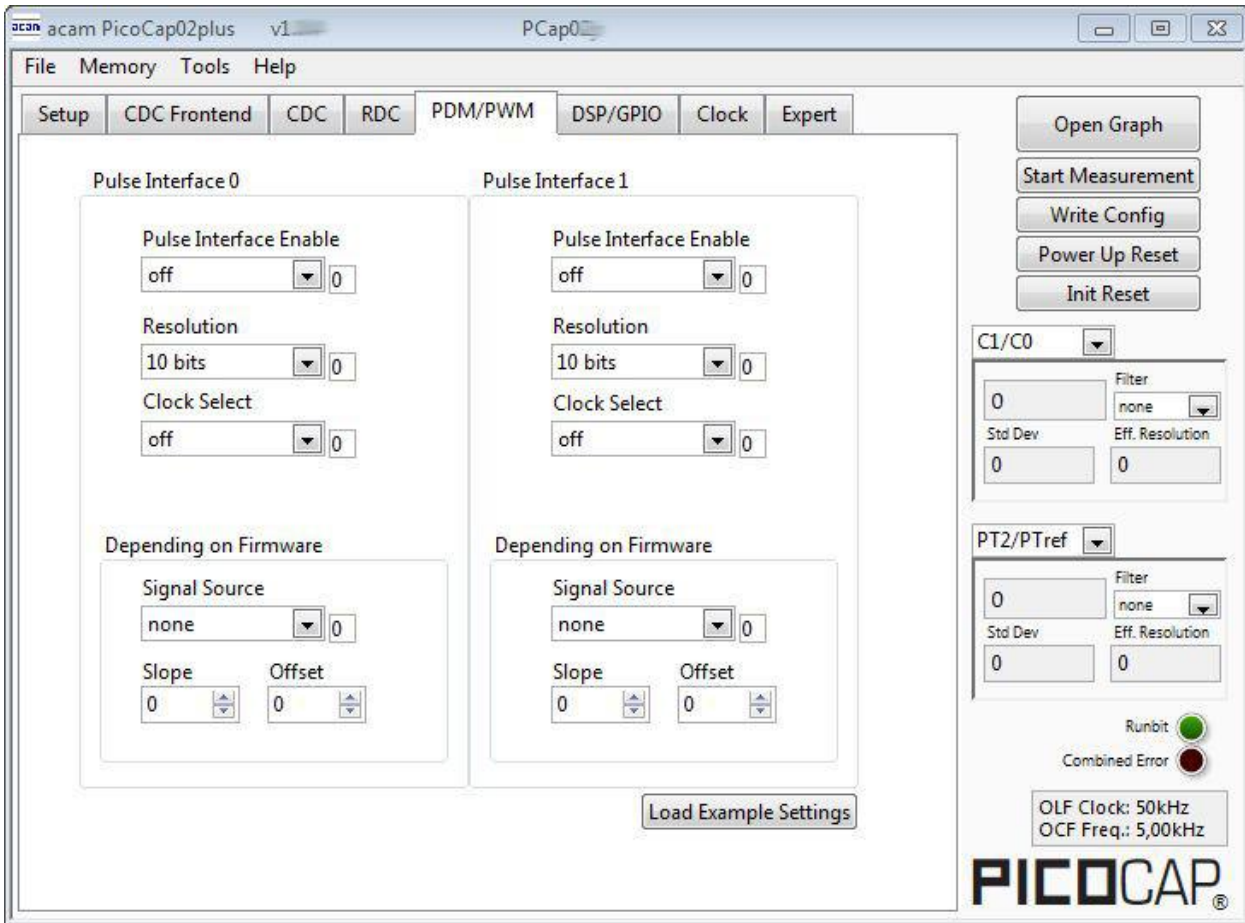 acam acam PicoCap02plus v1. PCap02
File Memory Tools Help
Setup CDC Frontend CDC RDC PDM/PWM DSP/GPIO Clock Expert
Open Graph
Start Measurement
Write Config
Power Up Reset
Init Reset
Pulse Interface 0
Pulse Interface Enable
off 0
Resolution
10 bits 0
Clock Select
off 0
Depending on Firmware
Signal Source
none 0
Slope Offset
0 0
Pulse Interface 1
Pulse Interface Enable
off 0
Resolution
10 bits 0
Clock Select
off 0
Depending on Firmware
Signal Source
none 0
Slope Offset
0 0
Load Example Settings
C1/C0
Filter
0 none
Std Dev Eff. Resolution
0 0
PT2/PTref
Filter
0 none
Std Dev Eff. Resolution
0 0
Runbit
Combined Error
OLF Clock: 50kHz
OCF Freq.: 5,00kHz
PICOCAP®